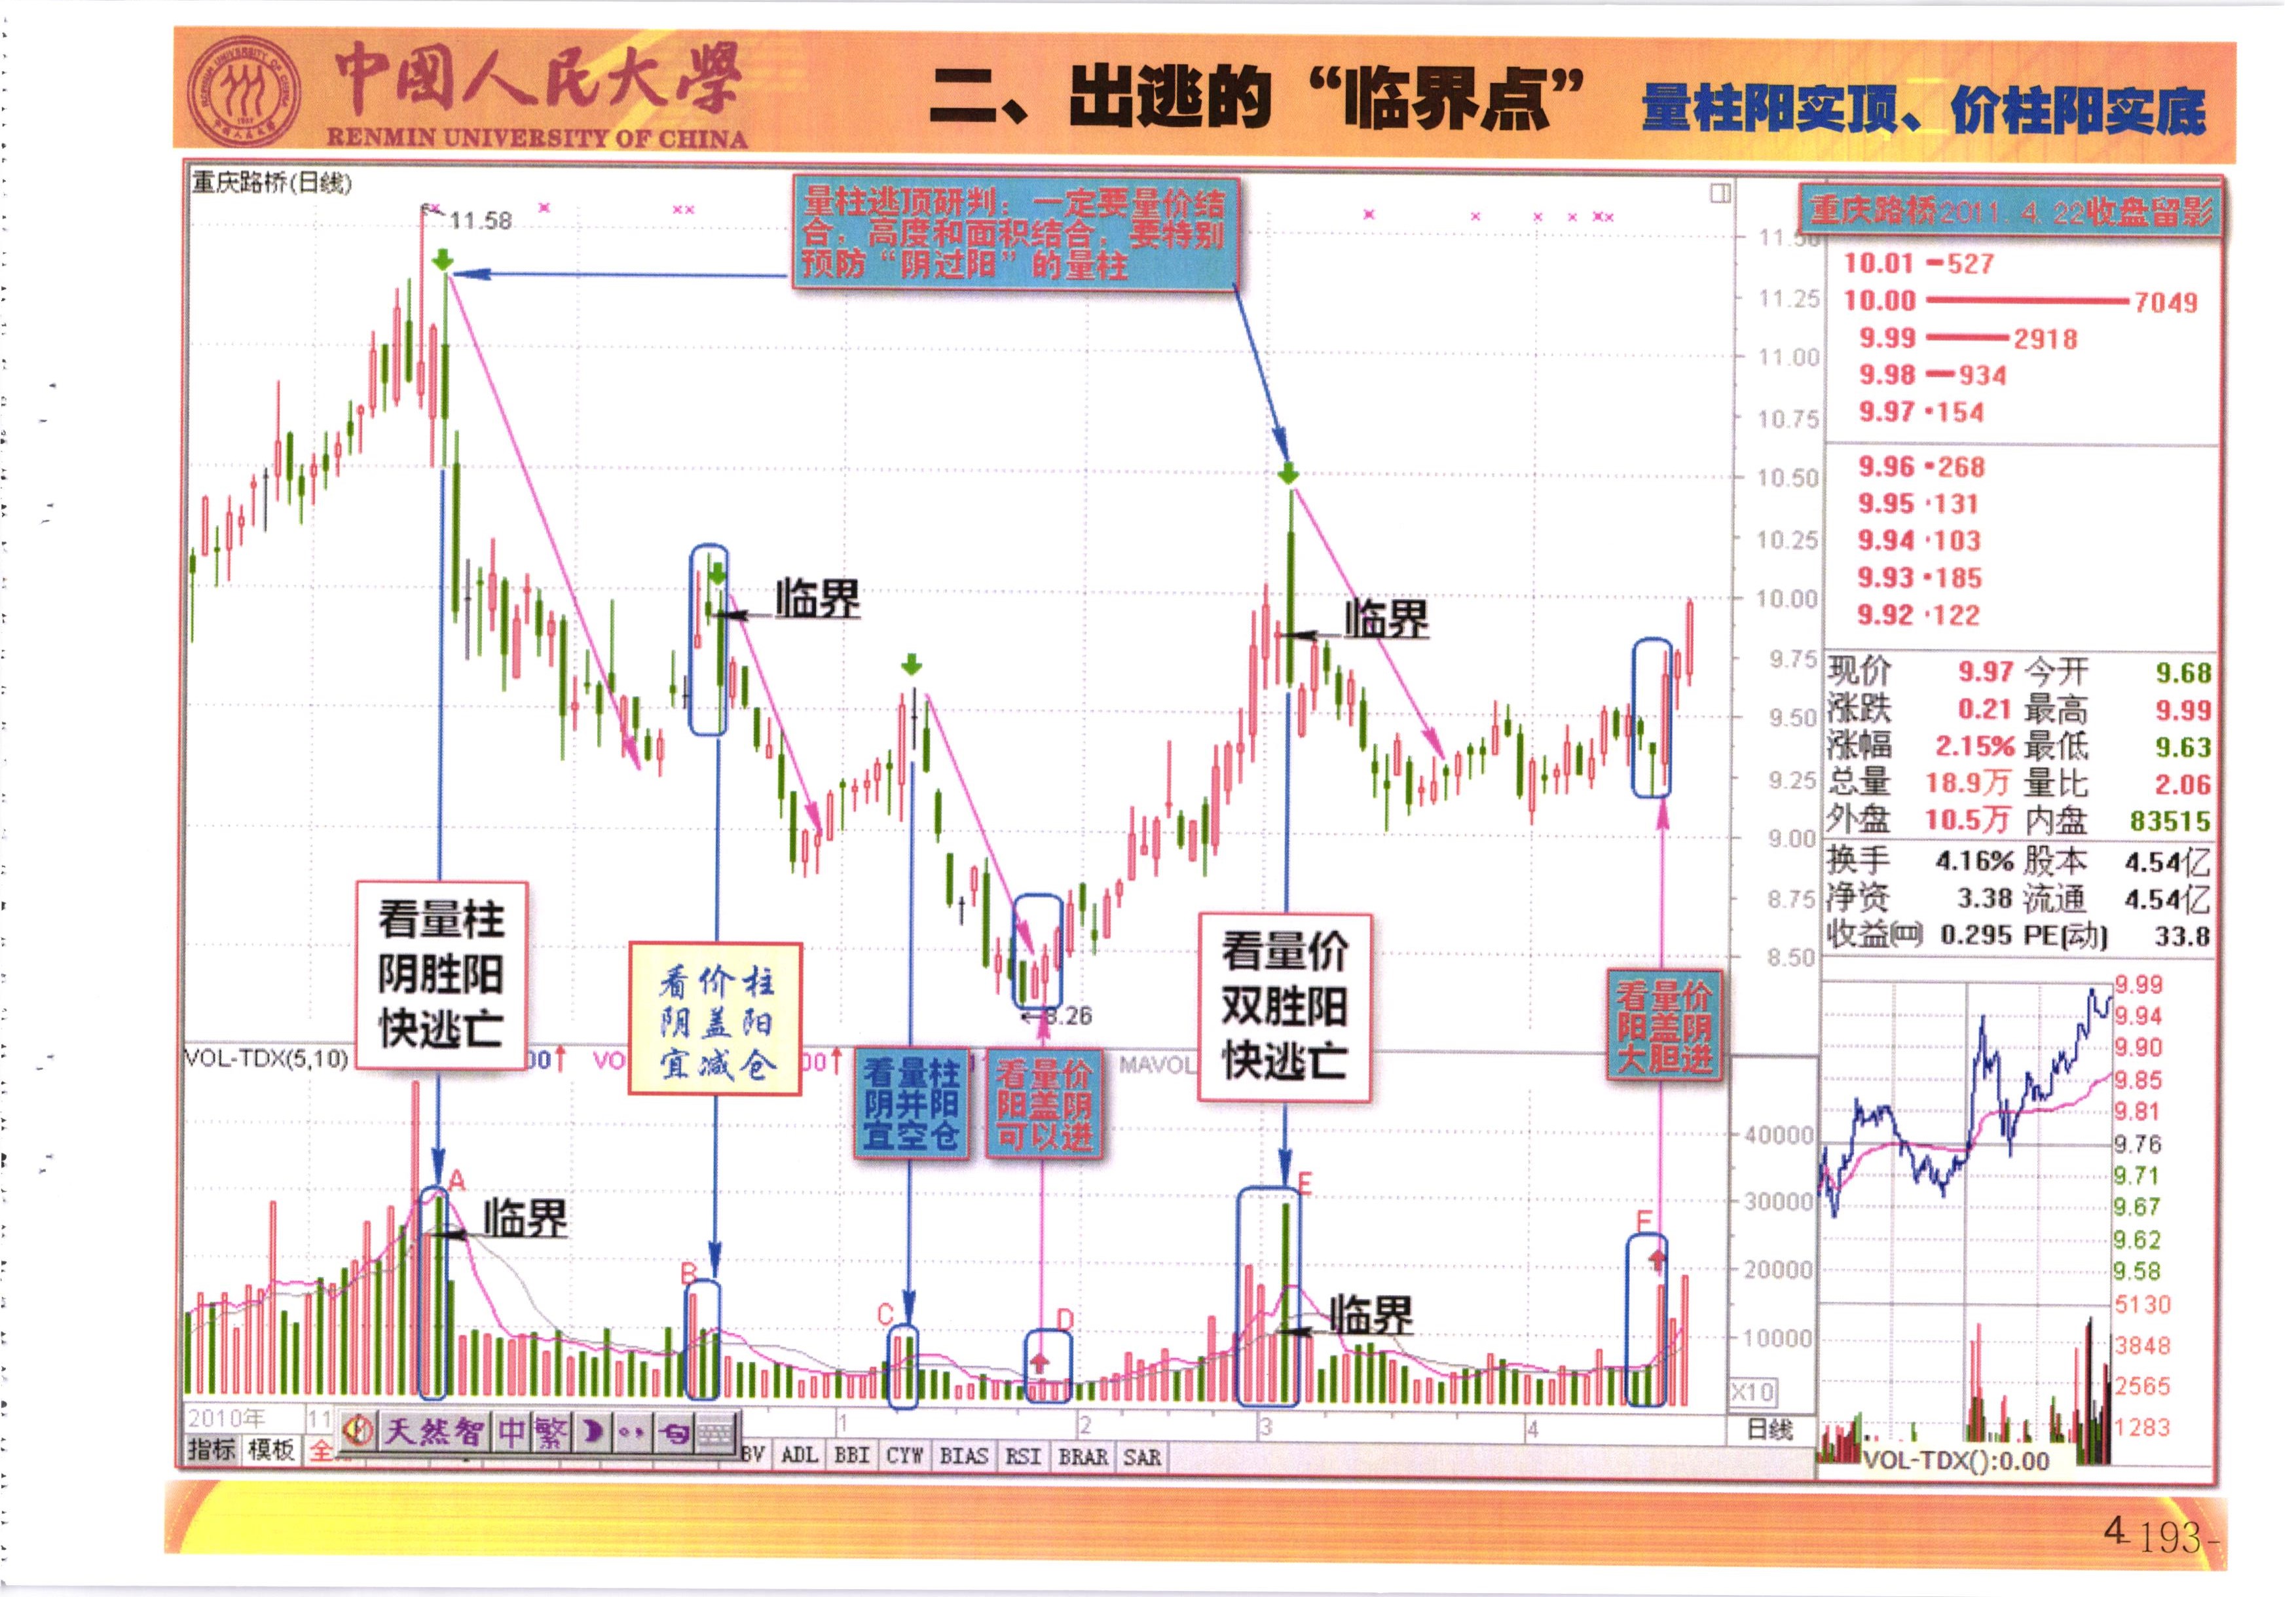 中國人民大學
RENMIN UNIVERSITY OF CHINA
二、出逃的“临界点”
量柱阳实顶、价柱阳实底
重庆路桥(日线)
11.58
量柱逃顶研判：一定要量价结
合，高度和面积结合，要特别
预防“阴过阳”的量柱
重庆路桥2011.4.22收盘留影
11.50
11.25
11.00
10.75
10.50
10.25
10.00
9.75
9.50
9.25
9.00
8.75
8.50
10.01 527
10.00 7049
9.99 2918
9.98 934
9.97 154
9.96 268
9.95 131
9.94 103
9.93 185
9.92 122
现价 9.97 今开 9.68
涨跌 0.21 最高 9.99
涨幅 2.15% 最低 9.63
总量 18.9万 量比 2.06
外盘 10.5万 内盘 83515
换手 4.16% 股本 4.54亿
净资 3.38 流通 4.54亿
收益㈣ 0.295 PE(动) 33.8
临界
临界
看量柱
阴胜阳
快逃亡
看价柱
阴盖阳
宜减仓
看量柱
阴并阳
宜空仓
8.26
看量价
阳盖阴
可以进
看量价
双胜阳
快逃亡
看量价
阳盖阴
大胆进
VOL-TDX(5,10)
00↑
VO
00↑
MAVOL
A
临界
B
C
D
E
临界
F
40000
30000
20000
10000
X10
9.99
9.94
9.90
9.85
9.81
9.76
9.71
9.67
9.62
9.58
5130
3848
2565
1283
VOL-TDX():0.00
2010年
11
1
2
3
4
日线
天然智 中 繁
指标 模板 全
BV ADL BBI CYW BIAS RSI BRAR SAR
4
193-